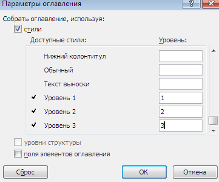 Параметры оглавления
Собрать оглавление, используя:
стили
Доступные стили: Уровень:
Нижний колонтитул
Обычный
Текст выноски
Уровень 1 1
Уровень 2 2
Уровень 3 3
уровни структуры
поля элементов оглавления
Сброс ОК Отмена